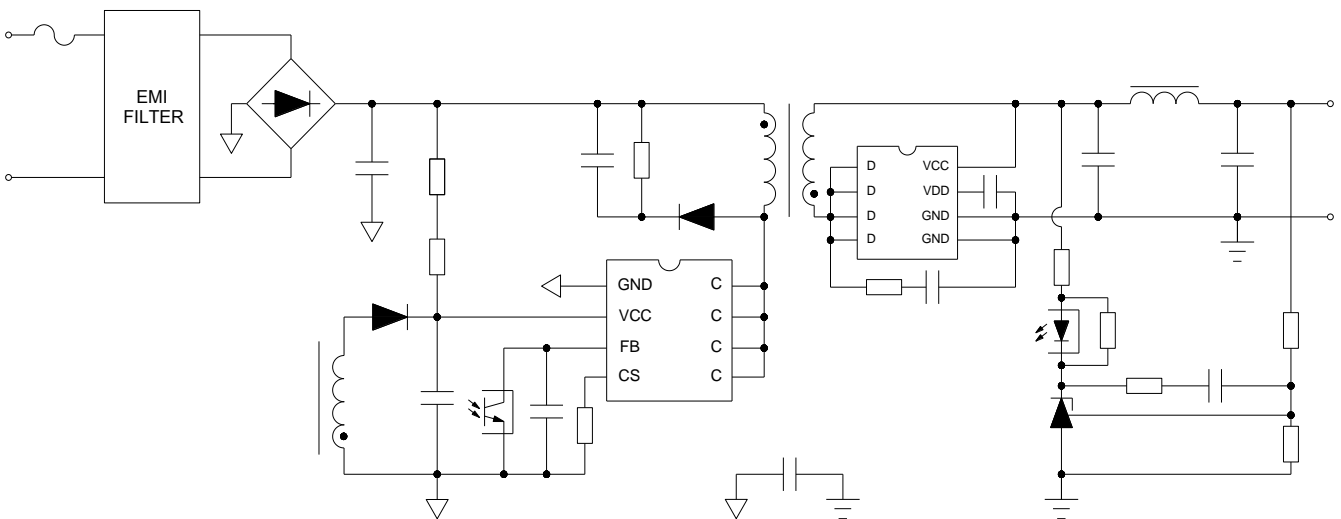 EMI
FILTER
D VCC
D VDD
D GND
D GND
GND C
VCC C
FB C
CS C